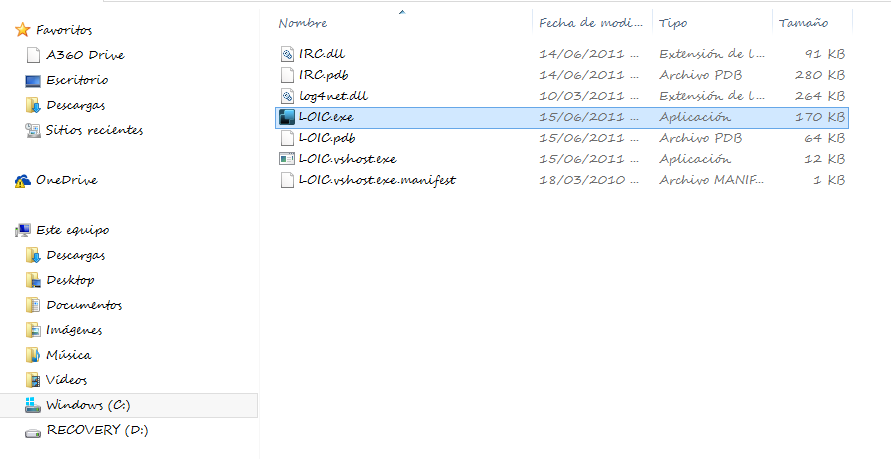 Favoritos
A360 Drive
Escritorio
Descargas
Sitios recientes
OneDrive
Este equipo
Descargas
Desktop
Documentos
Imágenes
Música
Vídeos
Windows (C:)
RECOVERY (D:)
Nombre Fecha de modi... Tipo Tamaño
IRC.dll 14/06/2011 ... Extensión de l... 91 KB
IRC.pdb 14/06/2011 ... Archivo PDB 280 KB
log4net.dll 10/03/2011 ... Extensión de l... 264 KB
LOIC.exe 15/06/2011 ... Aplicación 170 KB
LOIC.pdb 15/06/2011 ... Archivo PDB 64 KB
LOIC.vshost.exe 15/06/2011 ... Aplicación 12 KB
LOIC.vshost.exe.manifest 18/03/2010 ... Archivo MANIF... 1 KB